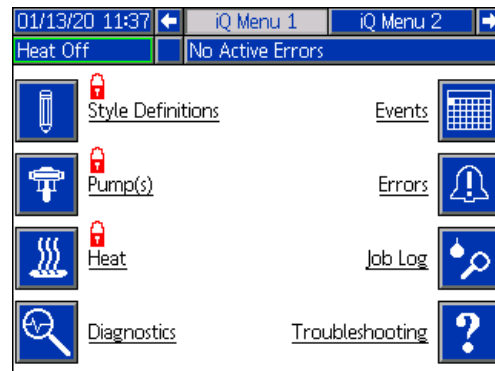 01/13/20 11:37 iQ Menu 1 iQ Menu 2
Heat Off No Active Errors
Style Definitions Events
Pump(s) Errors
Heat Job Log
Diagnostics Troubleshooting